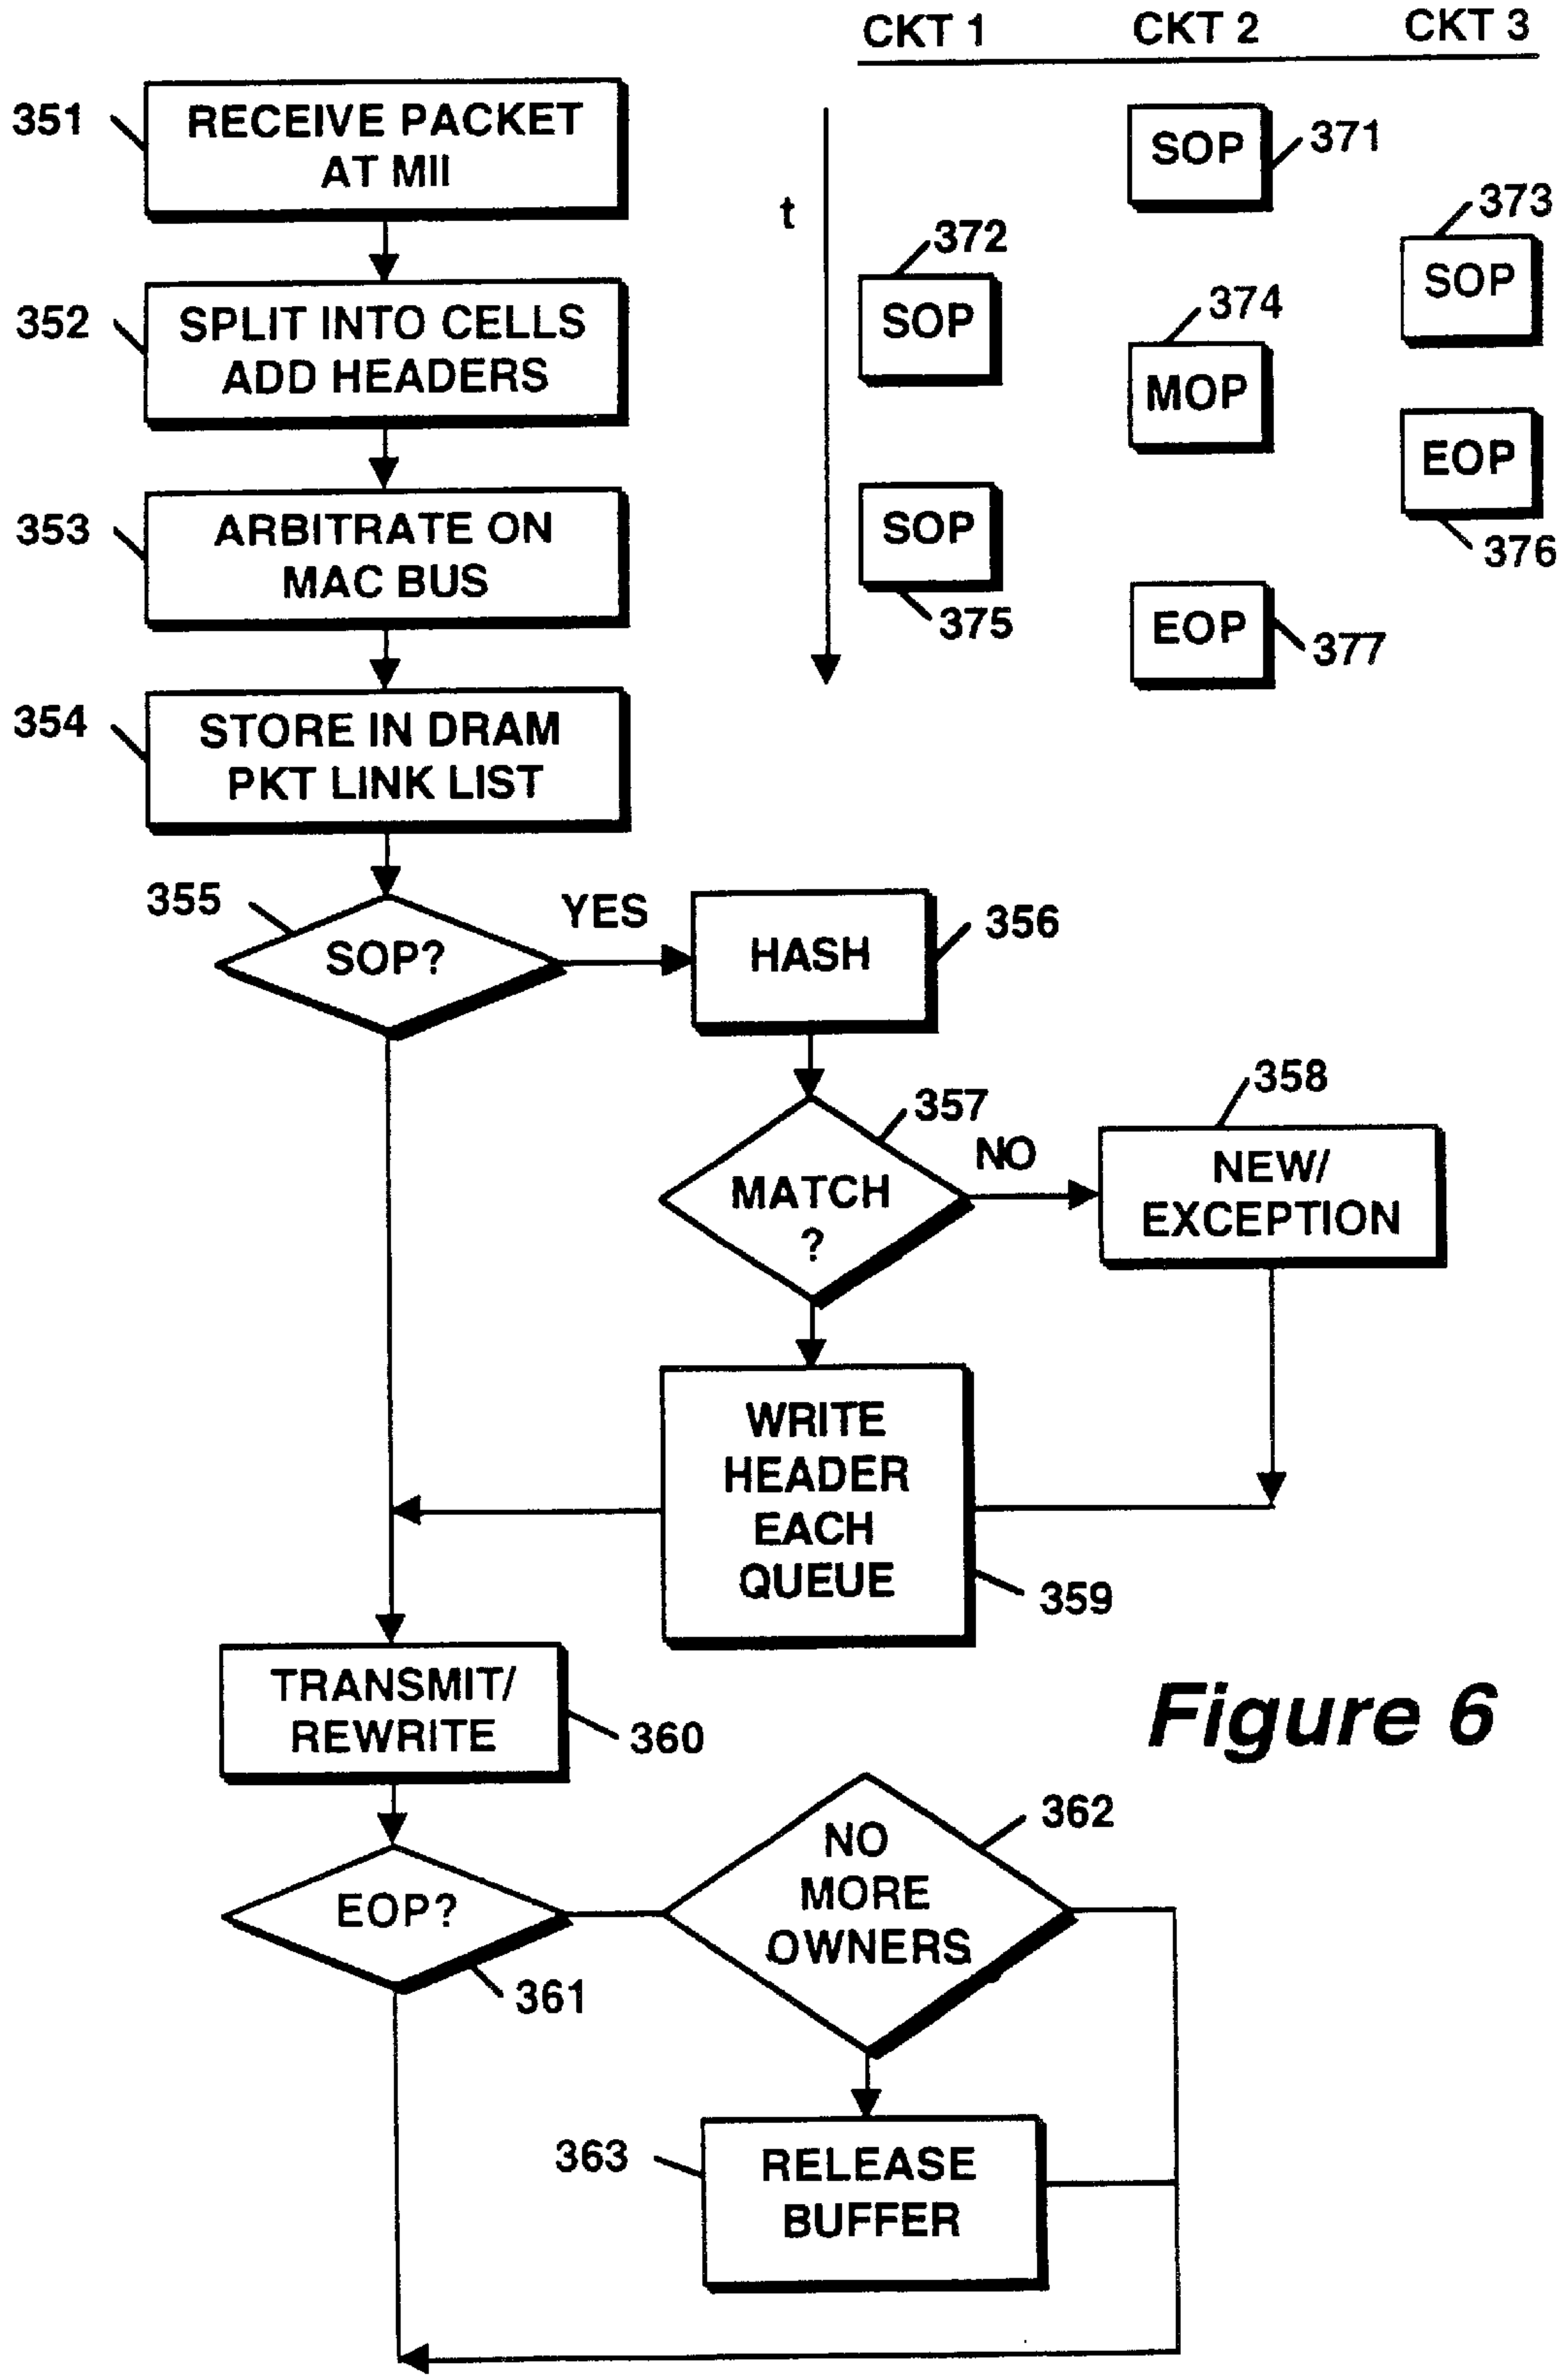 CKT 1 CKT 2 CKT 3
351
RECEIVE PACKET
AT MII
SOP
371
t
372
373
SOP
SOP
352
SPLIT INTO CELLS
ADD HEADERS
374
MOP
EOP
376
353
ARBITRATE ON
MAC BUS
SOP
375
EOP
377
354
STORE IN DRAM
PKT LINK LIST
355
SOP?
YES
HASH
356
357
MATCH
?
NO
358
NEW/
EXCEPTION
WRITE
HEADER
EACH
QUEUE
359
TRANSMIT/
REWRITE
360
Figure 6
EOP?
361
NO
MORE
OWNERS
362
363
RELEASE
BUFFER